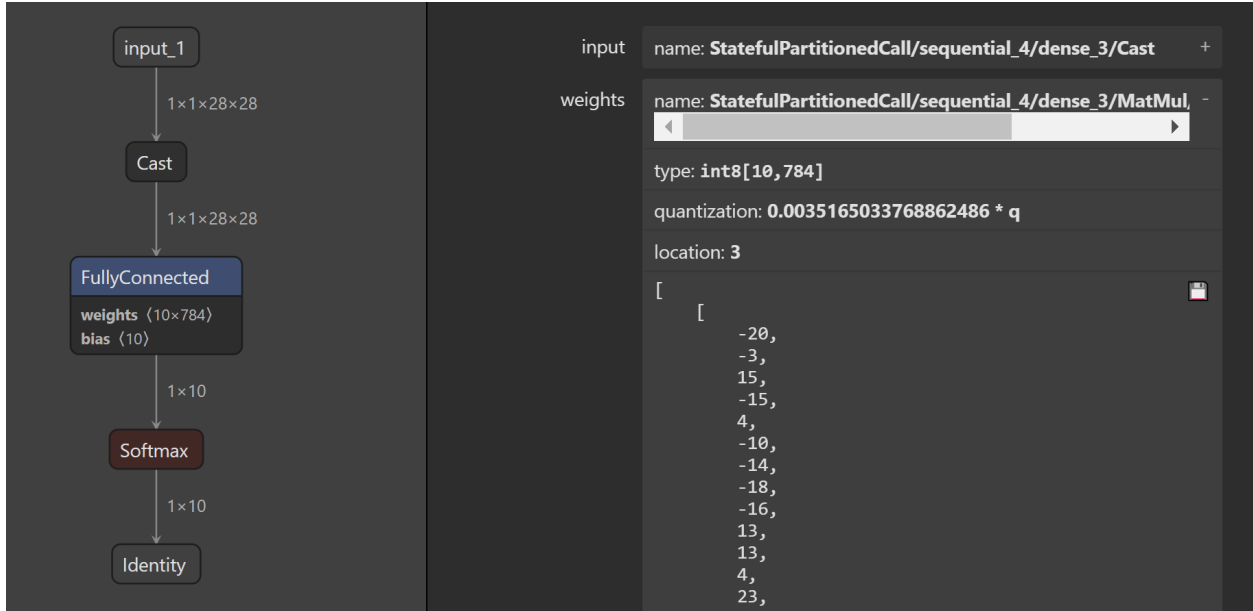 input_1
1×1×28×28
Cast
1×1×28×28
FullyConnected
weights ⟨10×784⟩
bias ⟨10⟩
1×10
Softmax
1×10
Identity
input
name: StatefulPartitionedCall/sequential_4/dense_3/Cast +
weights
name: StatefulPartitionedCall/sequential_4/dense_3/MatMul, -
type: int8[10,784]
quantization: 0.0035165033768862486 * q
location: 3
[
[
-20,
-3,
15,
-15,
4,
-10,
-14,
-18,
-16,
13,
13,
4,
23,